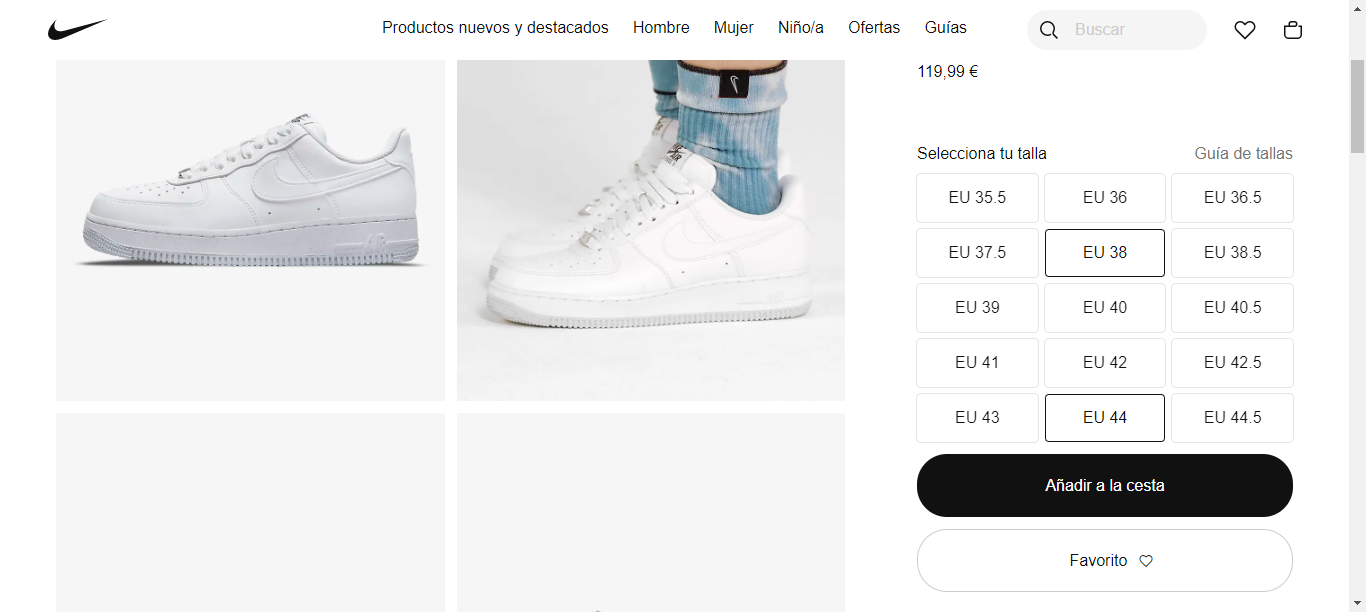 Productos nuevos y destacados Hombre Mujer Niño/a Ofertas Guías Buscar
119,99 €
Selecciona tu talla Guía de tallas
EU 35.5 EU 36 EU 36.5
EU 37.5 EU 38 EU 38.5
EU 39 EU 40 EU 40.5
EU 41 EU 42 EU 42.5
EU 43 EU 44 EU 44.5
Añadir a la cesta
Favorito